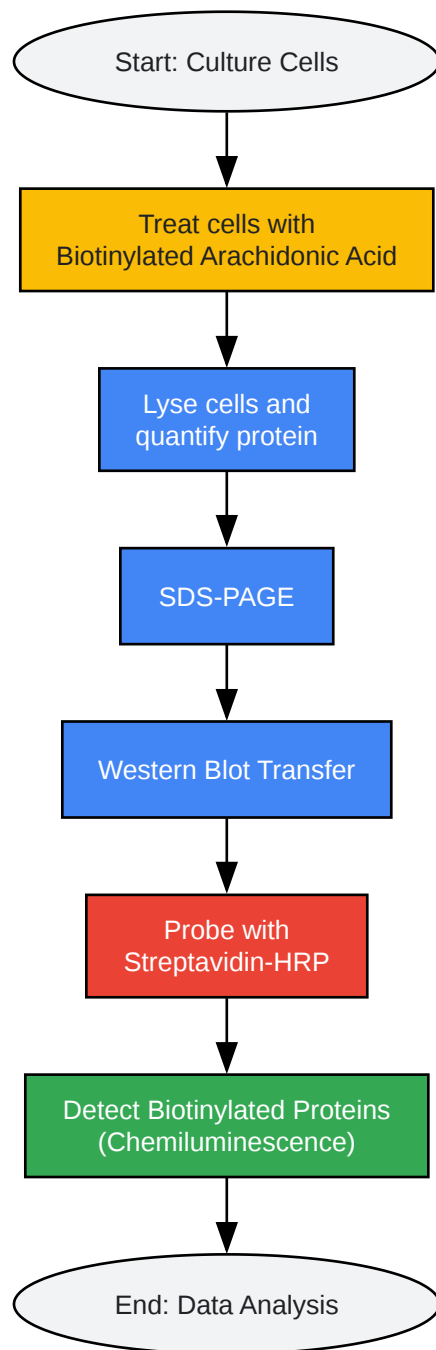 Start: Culture Cells
Treat cells with
Biotinylated Arachidonic Acid
Lyse cells and
quantify protein
SDS-PAGE
Western Blot Transfer
Probe with
Streptavidin-HRP
Detect Biotinylated Proteins
(Chemiluminescence)
End: Data Analysis